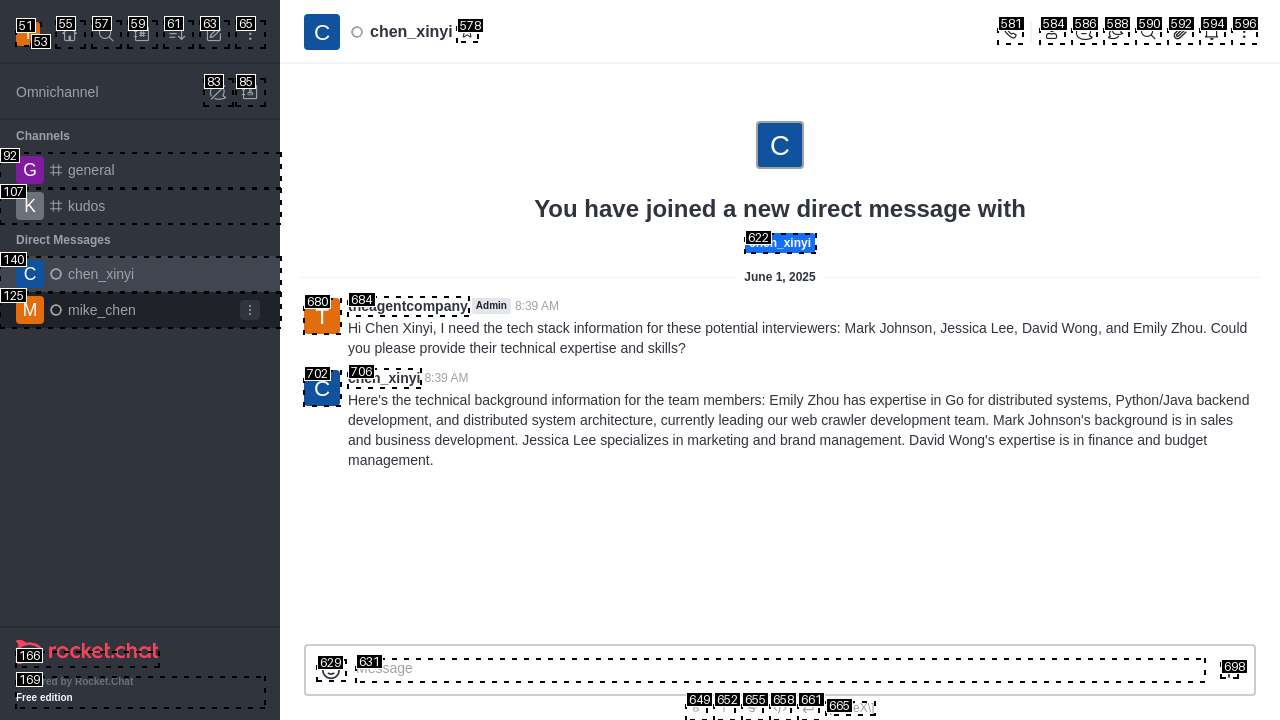 51
53
55
57
59
61
63
65
C
chen_xinyi
578
581
584
586
588
590
592
594
596
Omnichannel
83
85
Channels
92
G
general
107
K
kudos
Direct Messages
140
C
chen_xinyi
125
M
mike_chen
C
You have joined a new direct message with
622
chen_xinyi
June 1, 2025
680
T
684
theagentcompany
Admin
8:39 AM
Hi Chen Xinyi, I need the tech stack information for these potential interviewers: Mark Johnson, Jessica Lee, David Wong, and Emily Zhou. Could
you please provide their technical expertise and skills?
702
C
706
chen_xinyi
8:39 AM
Here's the technical background information for the team members: Emily Zhou has expertise in Go for distributed systems, Python/Java backend
development, and distributed system architecture, currently leading our web crawler development team. Mark Johnson's background is in sales
and business development. Jessica Lee specializes in marketing and brand management. David Wong's expertise is in finance and budget
management.
166
rocket.chat
169
by Rocket.Chat
Free edition
629
631
Message
698
649
652
655
658
661
665